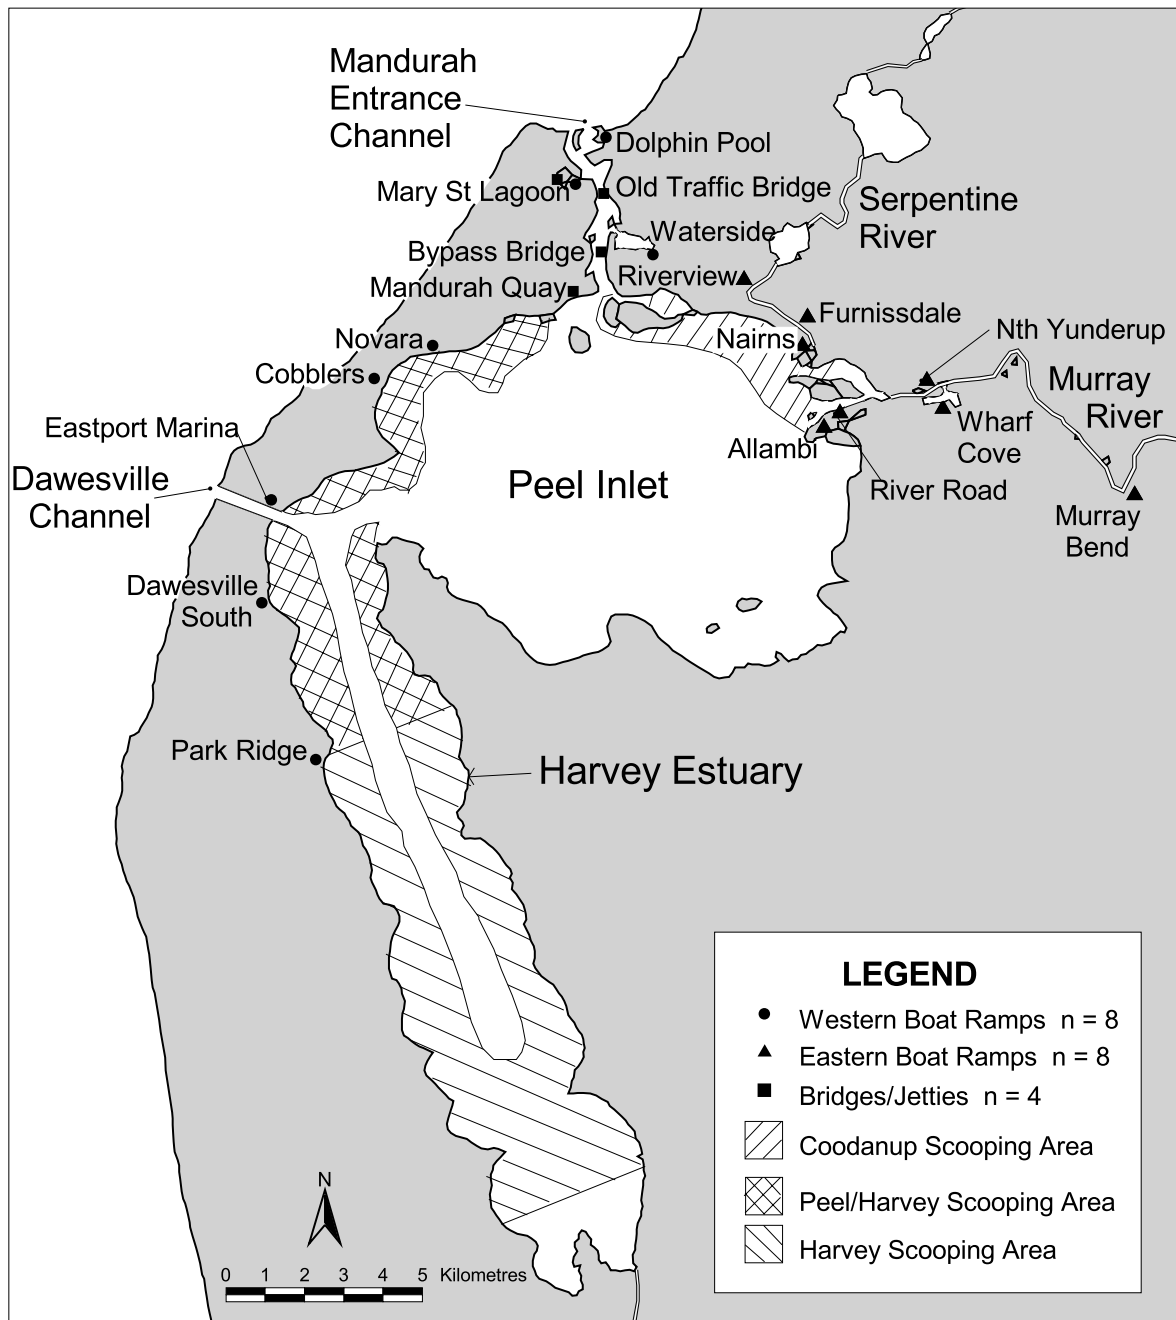 Mandurah
Entrance
Channel
Dolphin Pool
Mary St Lagoon
Old Traffic Bridge
Serpentine
River
Waterside
Bypass Bridge
Riverview
Mandurah Quay
Furnissdale
Novara
Nairns
Nth Yunderup
Cobblers
Murray
River
Eastport Marina
Wharf
Cove
Allambi
Dawesville
Channel
Peel Inlet
River Road
Murray
Bend
Dawesville
South
Park Ridge
Harvey Estuary
LEGEND
Western Boat Ramps n = 8
Eastern Boat Ramps n = 8
Bridges/Jetties n = 4
Coodanup Scooping Area
Peel/Harvey Scooping Area
Harvey Scooping Area
N
0 1 2 3 4 5 Kilometres